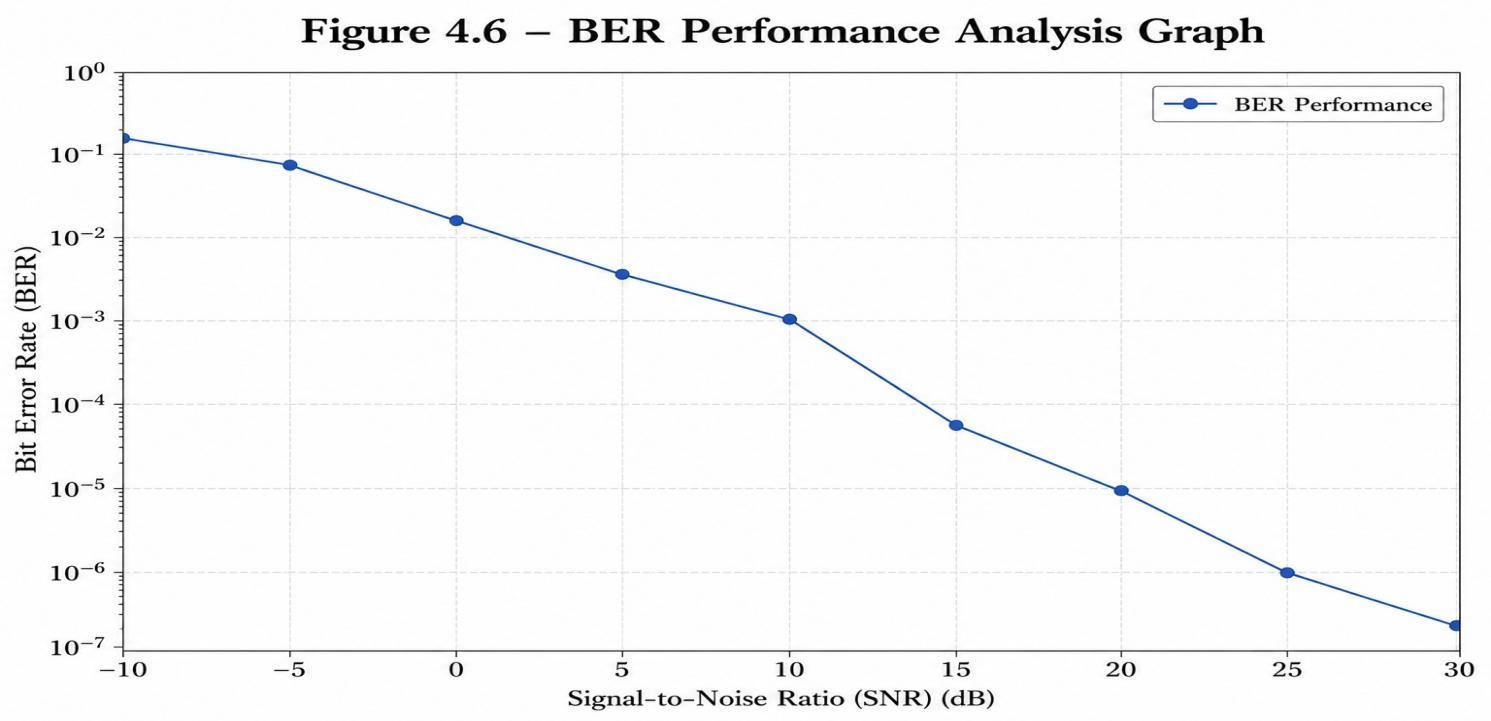 Figure 4.6 – BER Performance Analysis Graph
BER Performance
Bit Error Rate (BER)
10⁰
10⁻¹
10⁻²
10⁻³
10⁻⁴
10⁻⁵
10⁻⁶
10⁻⁷
−10 −5 0 5 10 15 20 25 30
Signal-to-Noise Ratio (SNR) (dB)